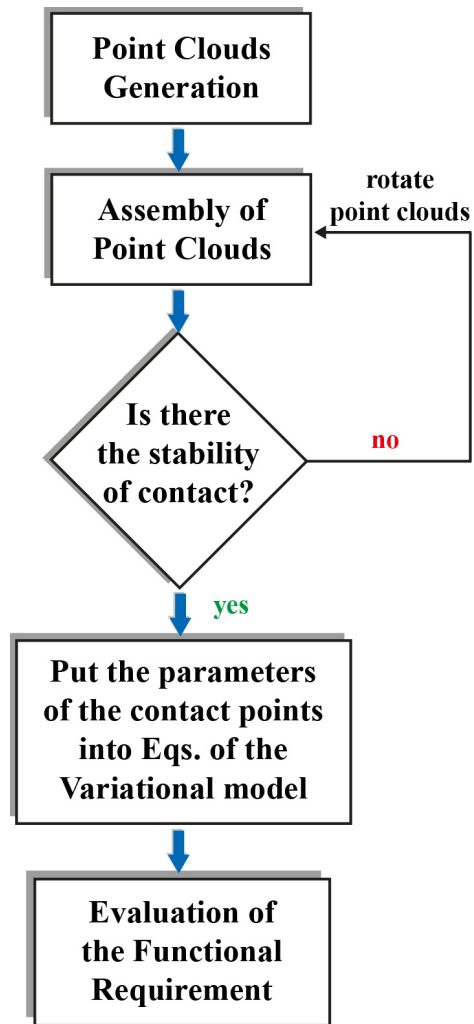 Point Clouds
Generation
Assembly of
Point Clouds
rotate
point clouds
Is there
the stability
of contact?
no
yes
Put the parameters
of the contact points
into Eqs. of the
Variational model
Evaluation of
the Functional
Requirement